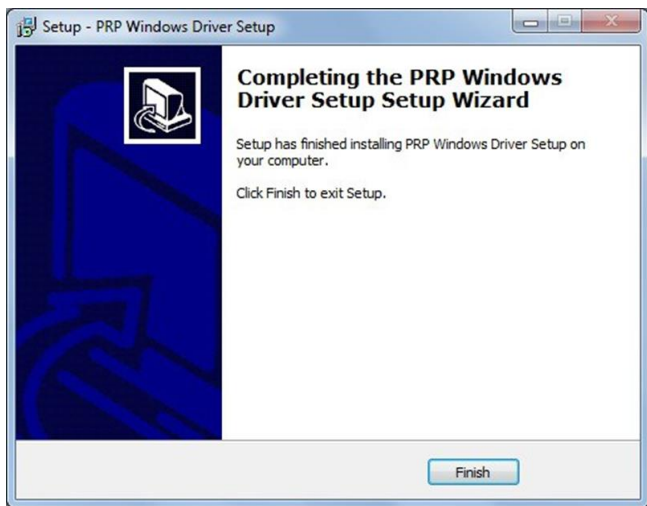 Setup - PRP Windows Driver Setup
Completing the PRP Windows
Driver Setup Setup Wizard
Setup has finished installing PRP Windows Driver Setup on
your computer.
Click Finish to exit Setup.
Finish